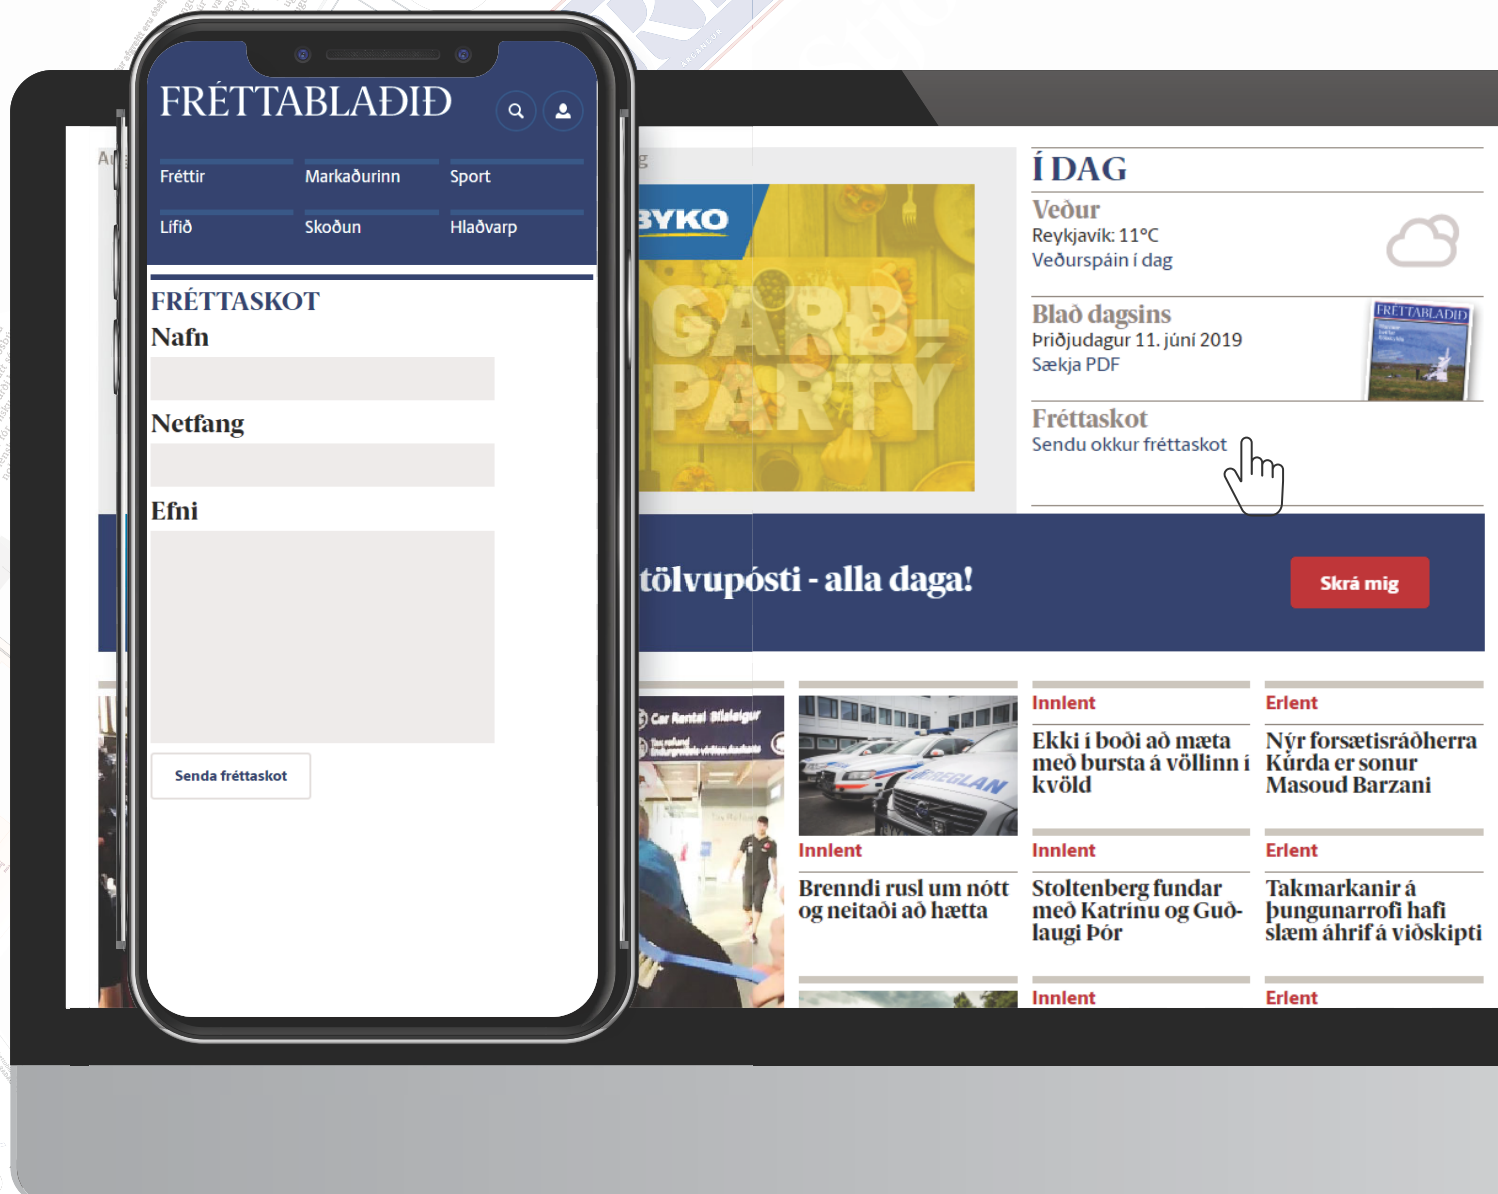 FRÉTTABLAÐIÐ
Fréttir
Markaðurinn
Sport
Lífið
Skoðun
Hlaðvarp
FRÉTTASKOT
Nafn
Netfang
Efni
Senda fréttaskot
BYKO
GARÐ-
PARTÝ
Í DAG
Veður
Reykjavík: 11°C
Veðurspáin í dag
Blað dagsins
Þriðjudagur 11. júní 2019
Sækja PDF
FRÉTTABLAÐIÐ
Fréttaskot
Sendu okkur fréttaskot
tölvupósti - alla daga!
Skrá mig
Car Rental Bílaleigur
Innlent
Brenndi rusl um nótt
og neitaði að hætta
Innlent
Ekki í boði að mæta
með bursta á völlinn í
kvöld
Erlent
Nýr forsætisráðherra
Kúrda er sonur
Masoud Barzani
Innlent
Stoltenberg fundar
með Katrínu og Guð-
laugi Þór
Erlent
Takmarkanir á
þungunarrofi hafi
slæm áhrif á viðskipti
Innlent
Erlent